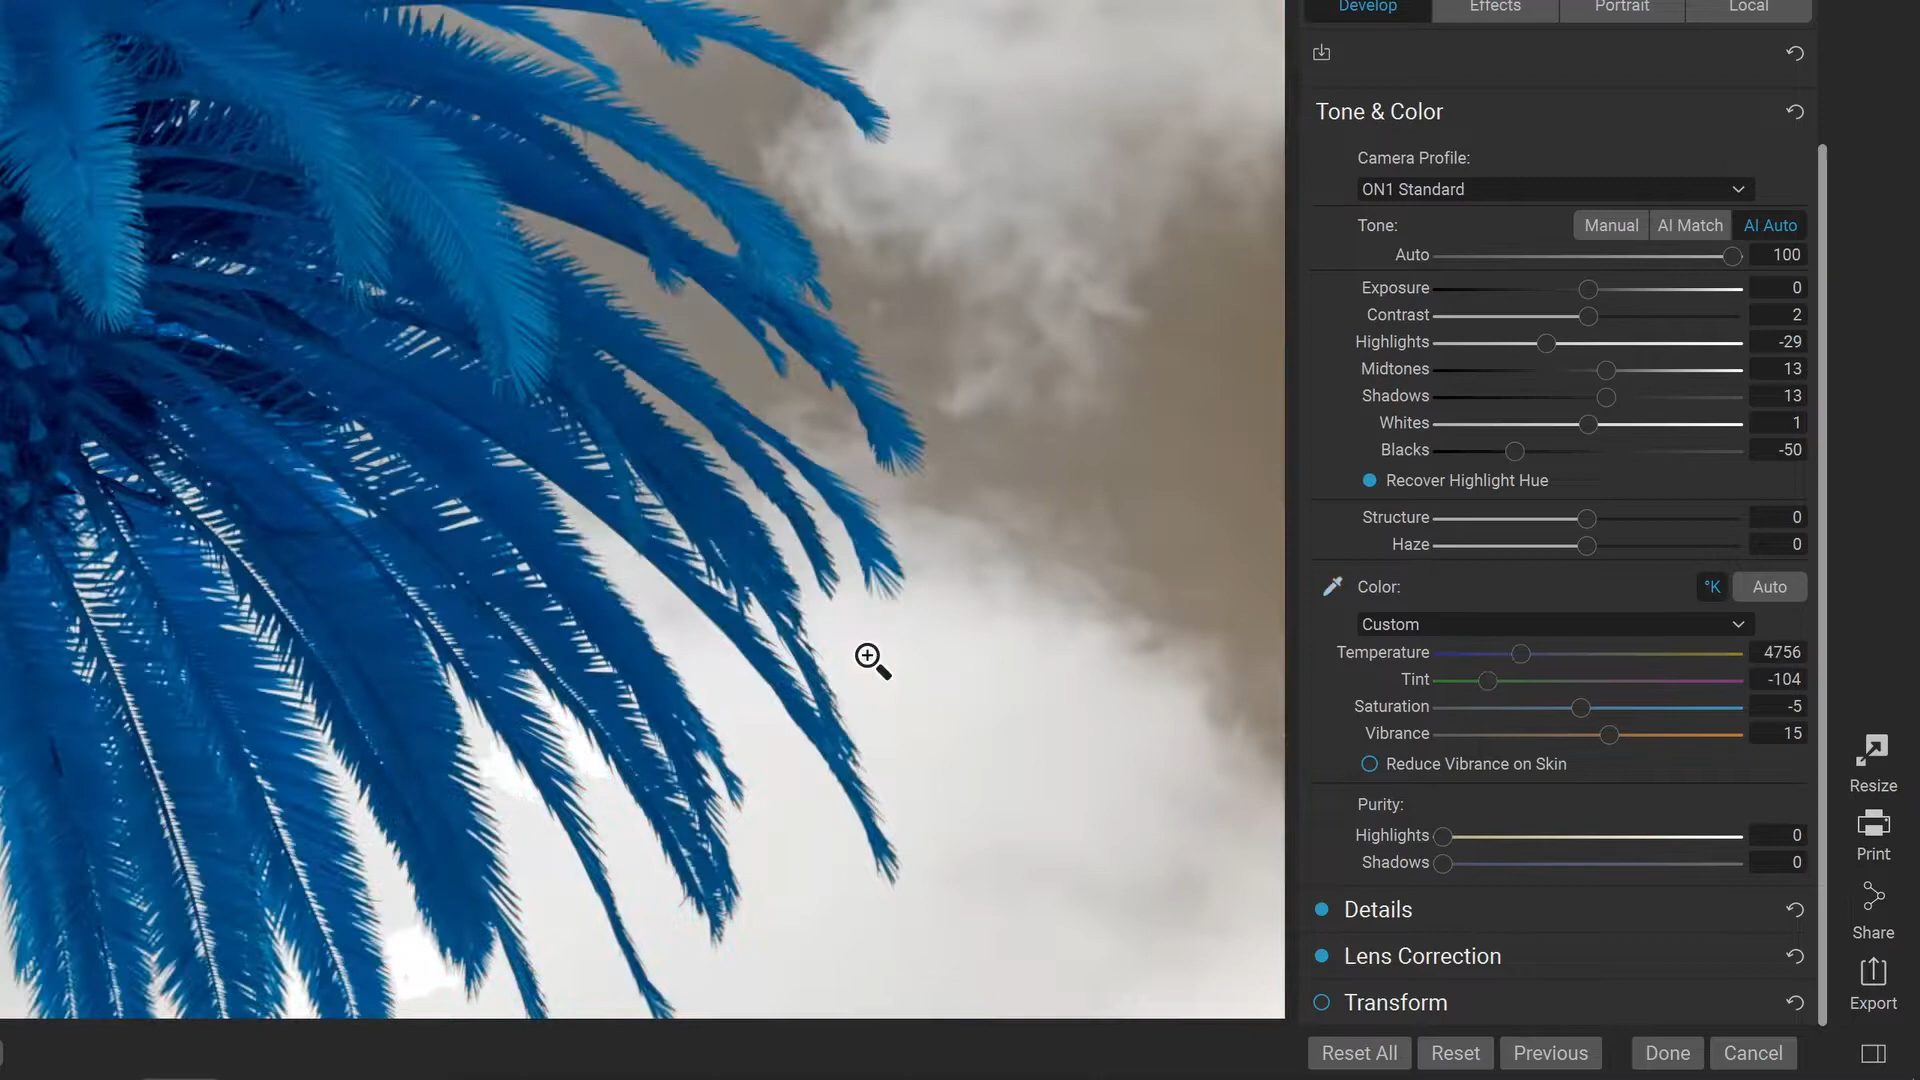 Develop Effects Portrait Local
Tone & Color
Camera Profile:
ON1 Standard
Tone: Manual AI Match AI Auto
Auto 100
Exposure 0
Contrast 2
Highlights -29
Midtones 13
Shadows 13
Whites 1
Blacks -50
Recover Highlight Hue
Structure 0
Haze 0
Color: °K Auto
Custom
Temperature 4756
Tint -104
Saturation -5
Vibrance 15
Reduce Vibrance on Skin
Purity:
Highlights 0
Shadows 0
Details
Lens Correction
Transform
Reset All Reset Previous Done Cancel
Resize
Print
Share
Export